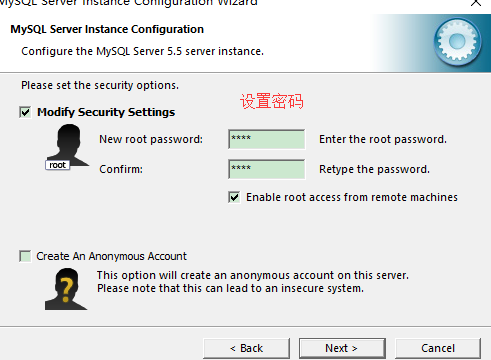 MySQL Server Instance Configuration Wizard
MySQL Server Instance Configuration
Configure the MySQL Server 5.5 server instance.
Please set the security options.
设置密码
Modify Security Settings
root
New root password: **** Enter the root password.
Confirm: **** Retype the password.
Enable root access from remote machines
Create An Anonymous Account
?
This option will create an anonymous account on this server.
Please note that this can lead to an insecure system.
< Back Next > Cancel